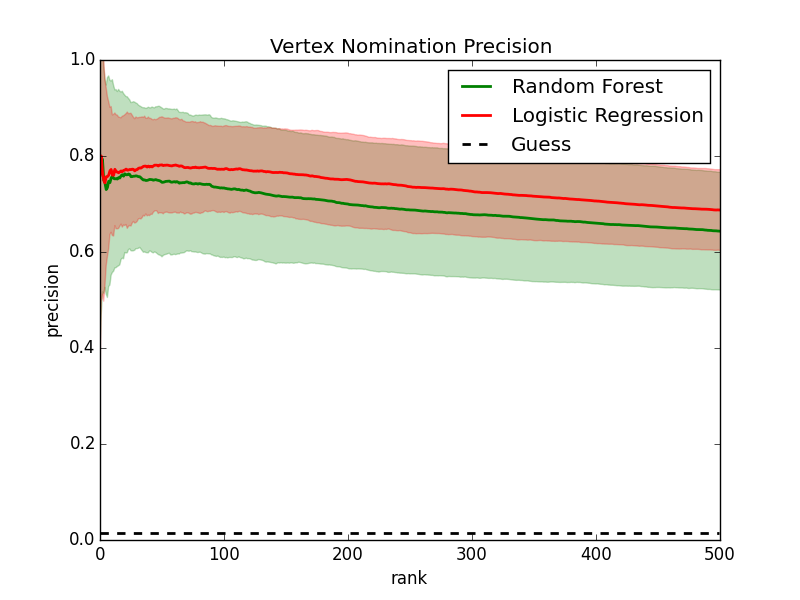 Vertex Nomination Precision
1.0
0.8
0.6
0.4
0.2
0.0
precision
Random Forest
Logistic Regression
Guess
0 100 200 300 400 500
rank